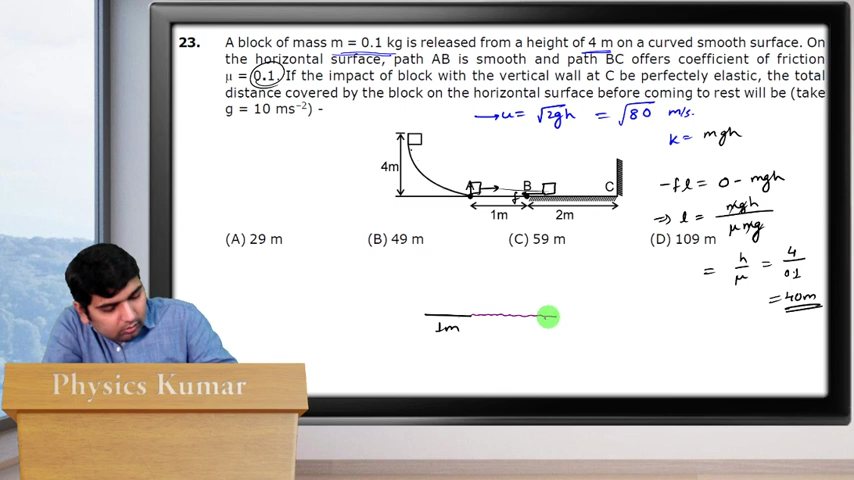 23. A block of mass m = 0.1 kg is released from a height of 4 m on a curved smooth surface. On
the horizontal surface, path AB is smooth and path BC offers coefficient of friction
μ = 0.1. If the impact of block with the vertical wall at C be perfectely elastic, the total
distance covered by the block on the horizontal surface before coming to rest will be (take
g = 10 ms⁻²) -
→ u = √2gh = √80 m/s.
k = mgh
4m
A B C
f
1m 2m
-fl = 0 - mgh
⇒ l = mgh / μmg
= h/μ = 4/0.1
= 40m
(A) 29 m (B) 49 m (C) 59 m (D) 109 m
1m
Physics Kumar